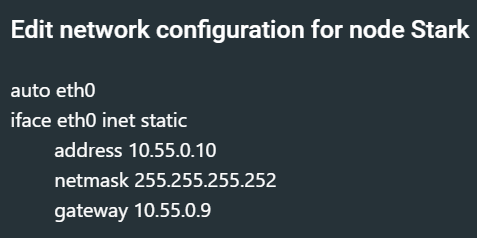 Edit network configuration for node Stark
auto eth0
iface eth0 inet static
address 10.55.0.10
netmask 255.255.255.252
gateway 10.55.0.9